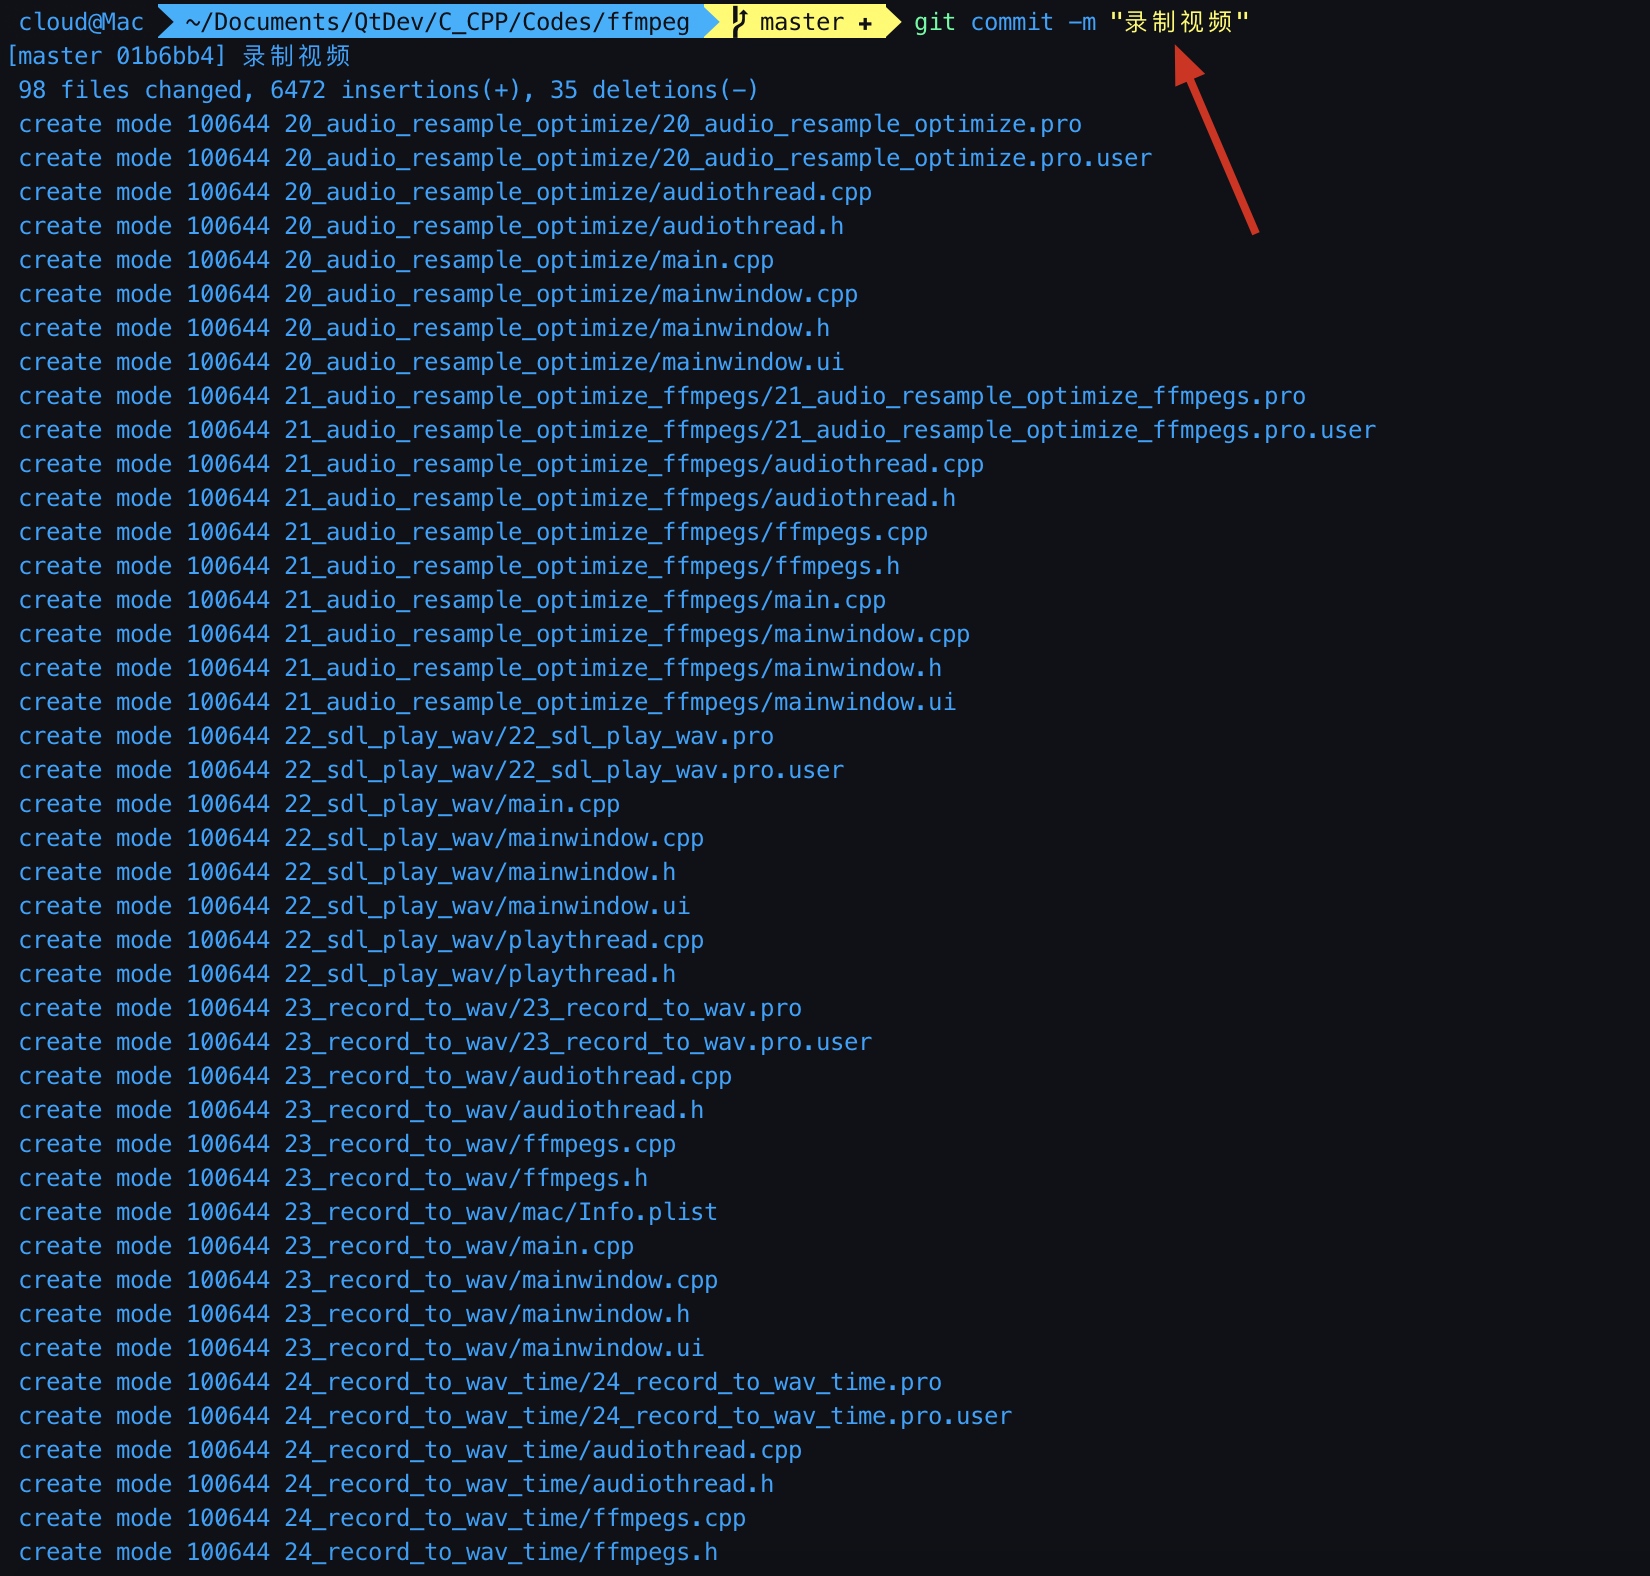 cloud@Mac ~/Documents/QtDev/C_CPP/Codes/ffmpeg master + git commit -m "录制视频"
[master 01b6bb4] 录制视频
98 files changed, 6472 insertions(+), 35 deletions(-)
create mode 100644 20_audio_resample_optimize/20_audio_resample_optimize.pro
create mode 100644 20_audio_resample_optimize/20_audio_resample_optimize.pro.user
create mode 100644 20_audio_resample_optimize/audiothread.cpp
create mode 100644 20_audio_resample_optimize/audiothread.h
create mode 100644 20_audio_resample_optimize/main.cpp
create mode 100644 20_audio_resample_optimize/mainwindow.cpp
create mode 100644 20_audio_resample_optimize/mainwindow.h
create mode 100644 20_audio_resample_optimize/mainwindow.ui
create mode 100644 21_audio_resample_optimize_ffmpegs/21_audio_resample_optimize_ffmpegs.pro
create mode 100644 21_audio_resample_optimize_ffmpegs/21_audio_resample_optimize_ffmpegs.pro.user
create mode 100644 21_audio_resample_optimize_ffmpegs/audiothread.cpp
create mode 100644 21_audio_resample_optimize_ffmpegs/audiothread.h
create mode 100644 21_audio_resample_optimize_ffmpegs/ffmpegs.cpp
create mode 100644 21_audio_resample_optimize_ffmpegs/ffmpegs.h
create mode 100644 21_audio_resample_optimize_ffmpegs/main.cpp
create mode 100644 21_audio_resample_optimize_ffmpegs/mainwindow.cpp
create mode 100644 21_audio_resample_optimize_ffmpegs/mainwindow.h
create mode 100644 21_audio_resample_optimize_ffmpegs/mainwindow.ui
create mode 100644 22_sdl_play_wav/22_sdl_play_wav.pro
create mode 100644 22_sdl_play_wav/22_sdl_play_wav.pro.user
create mode 100644 22_sdl_play_wav/main.cpp
create mode 100644 22_sdl_play_wav/mainwindow.cpp
create mode 100644 22_sdl_play_wav/mainwindow.h
create mode 100644 22_sdl_play_wav/mainwindow.ui
create mode 100644 22_sdl_play_wav/playthread.cpp
create mode 100644 22_sdl_play_wav/playthread.h
create mode 100644 23_record_to_wav/23_record_to_wav.pro
create mode 100644 23_record_to_wav/23_record_to_wav.pro.user
create mode 100644 23_record_to_wav/audiothread.cpp
create mode 100644 23_record_to_wav/audiothread.h
create mode 100644 23_record_to_wav/ffmpegs.cpp
create mode 100644 23_record_to_wav/ffmpegs.h
create mode 100644 23_record_to_wav/mac/Info.plist
create mode 100644 23_record_to_wav/main.cpp
create mode 100644 23_record_to_wav/mainwindow.cpp
create mode 100644 23_record_to_wav/mainwindow.h
create mode 100644 23_record_to_wav/mainwindow.ui
create mode 100644 24_record_to_wav_time/24_record_to_wav_time.pro
create mode 100644 24_record_to_wav_time/24_record_to_wav_time.pro.user
create mode 100644 24_record_to_wav_time/audiothread.cpp
create mode 100644 24_record_to_wav_time/audiothread.h
create mode 100644 24_record_to_wav_time/ffmpegs.cpp
create mode 100644 24_record_to_wav_time/ffmpegs.h